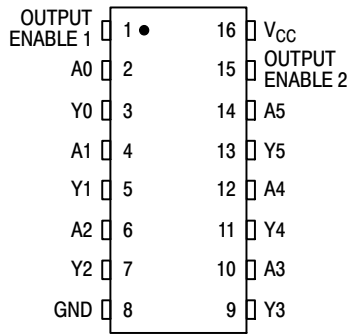 OUTPUT
ENABLE 1 1 16 VCC
A0 2 15 OUTPUT
ENABLE 2
Y0 3 14 A5
A1 4 13 Y5
Y1 5 12 A4
A2 6 11 Y4
Y2 7 10 A3
GND 8 9 Y3